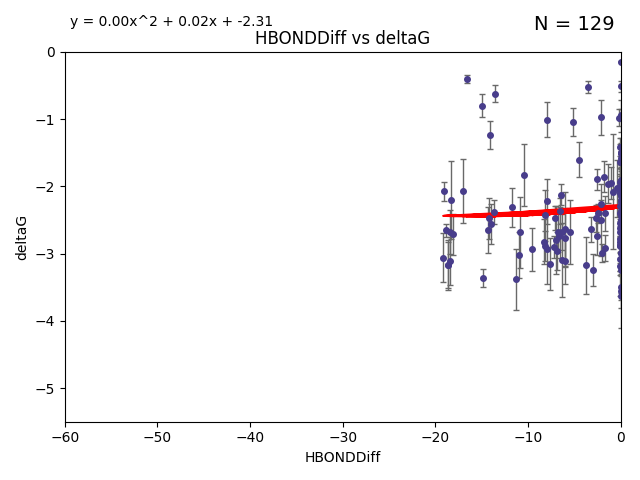 y = 0.00x^2 + 0.02x + -2.31
N = 129
HBONDDiff vs deltaG
0
−1
−2
−3
−4
−5
deltaG
−60
−50
−40
−30
−20
−10
0
HBONDDiff